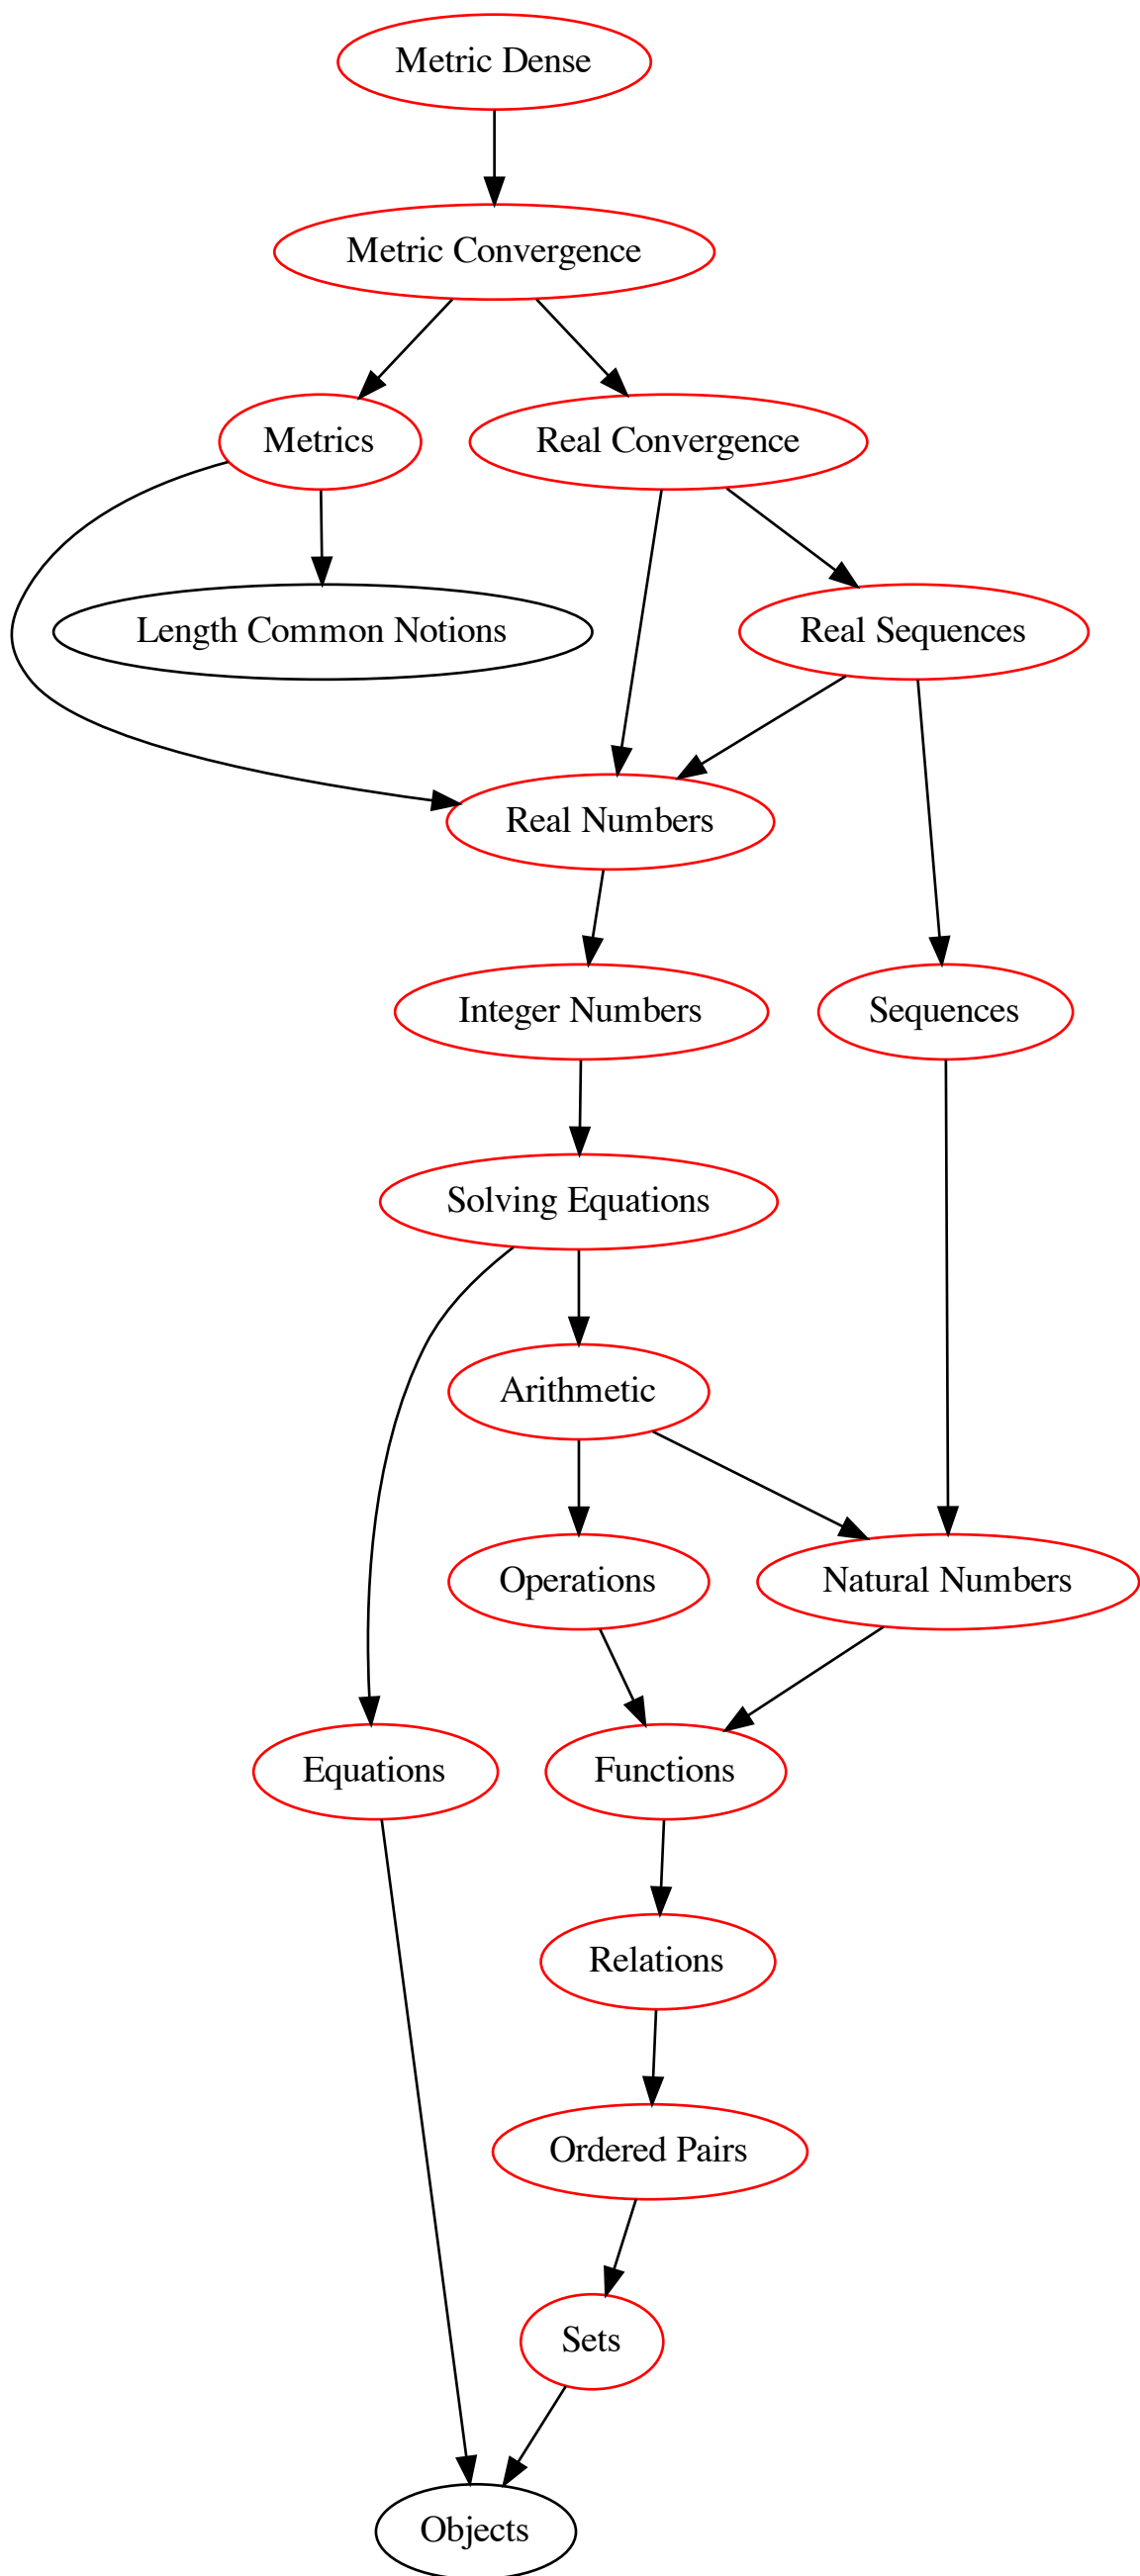 Metric Dense
Metric Convergence
Metrics
Real Convergence
Length Common Notions
Real Sequences
Real Numbers
Integer Numbers
Sequences
Solving Equations
Arithmetic
Operations
Natural Numbers
Equations
Functions
Relations
Ordered Pairs
Sets
Objects